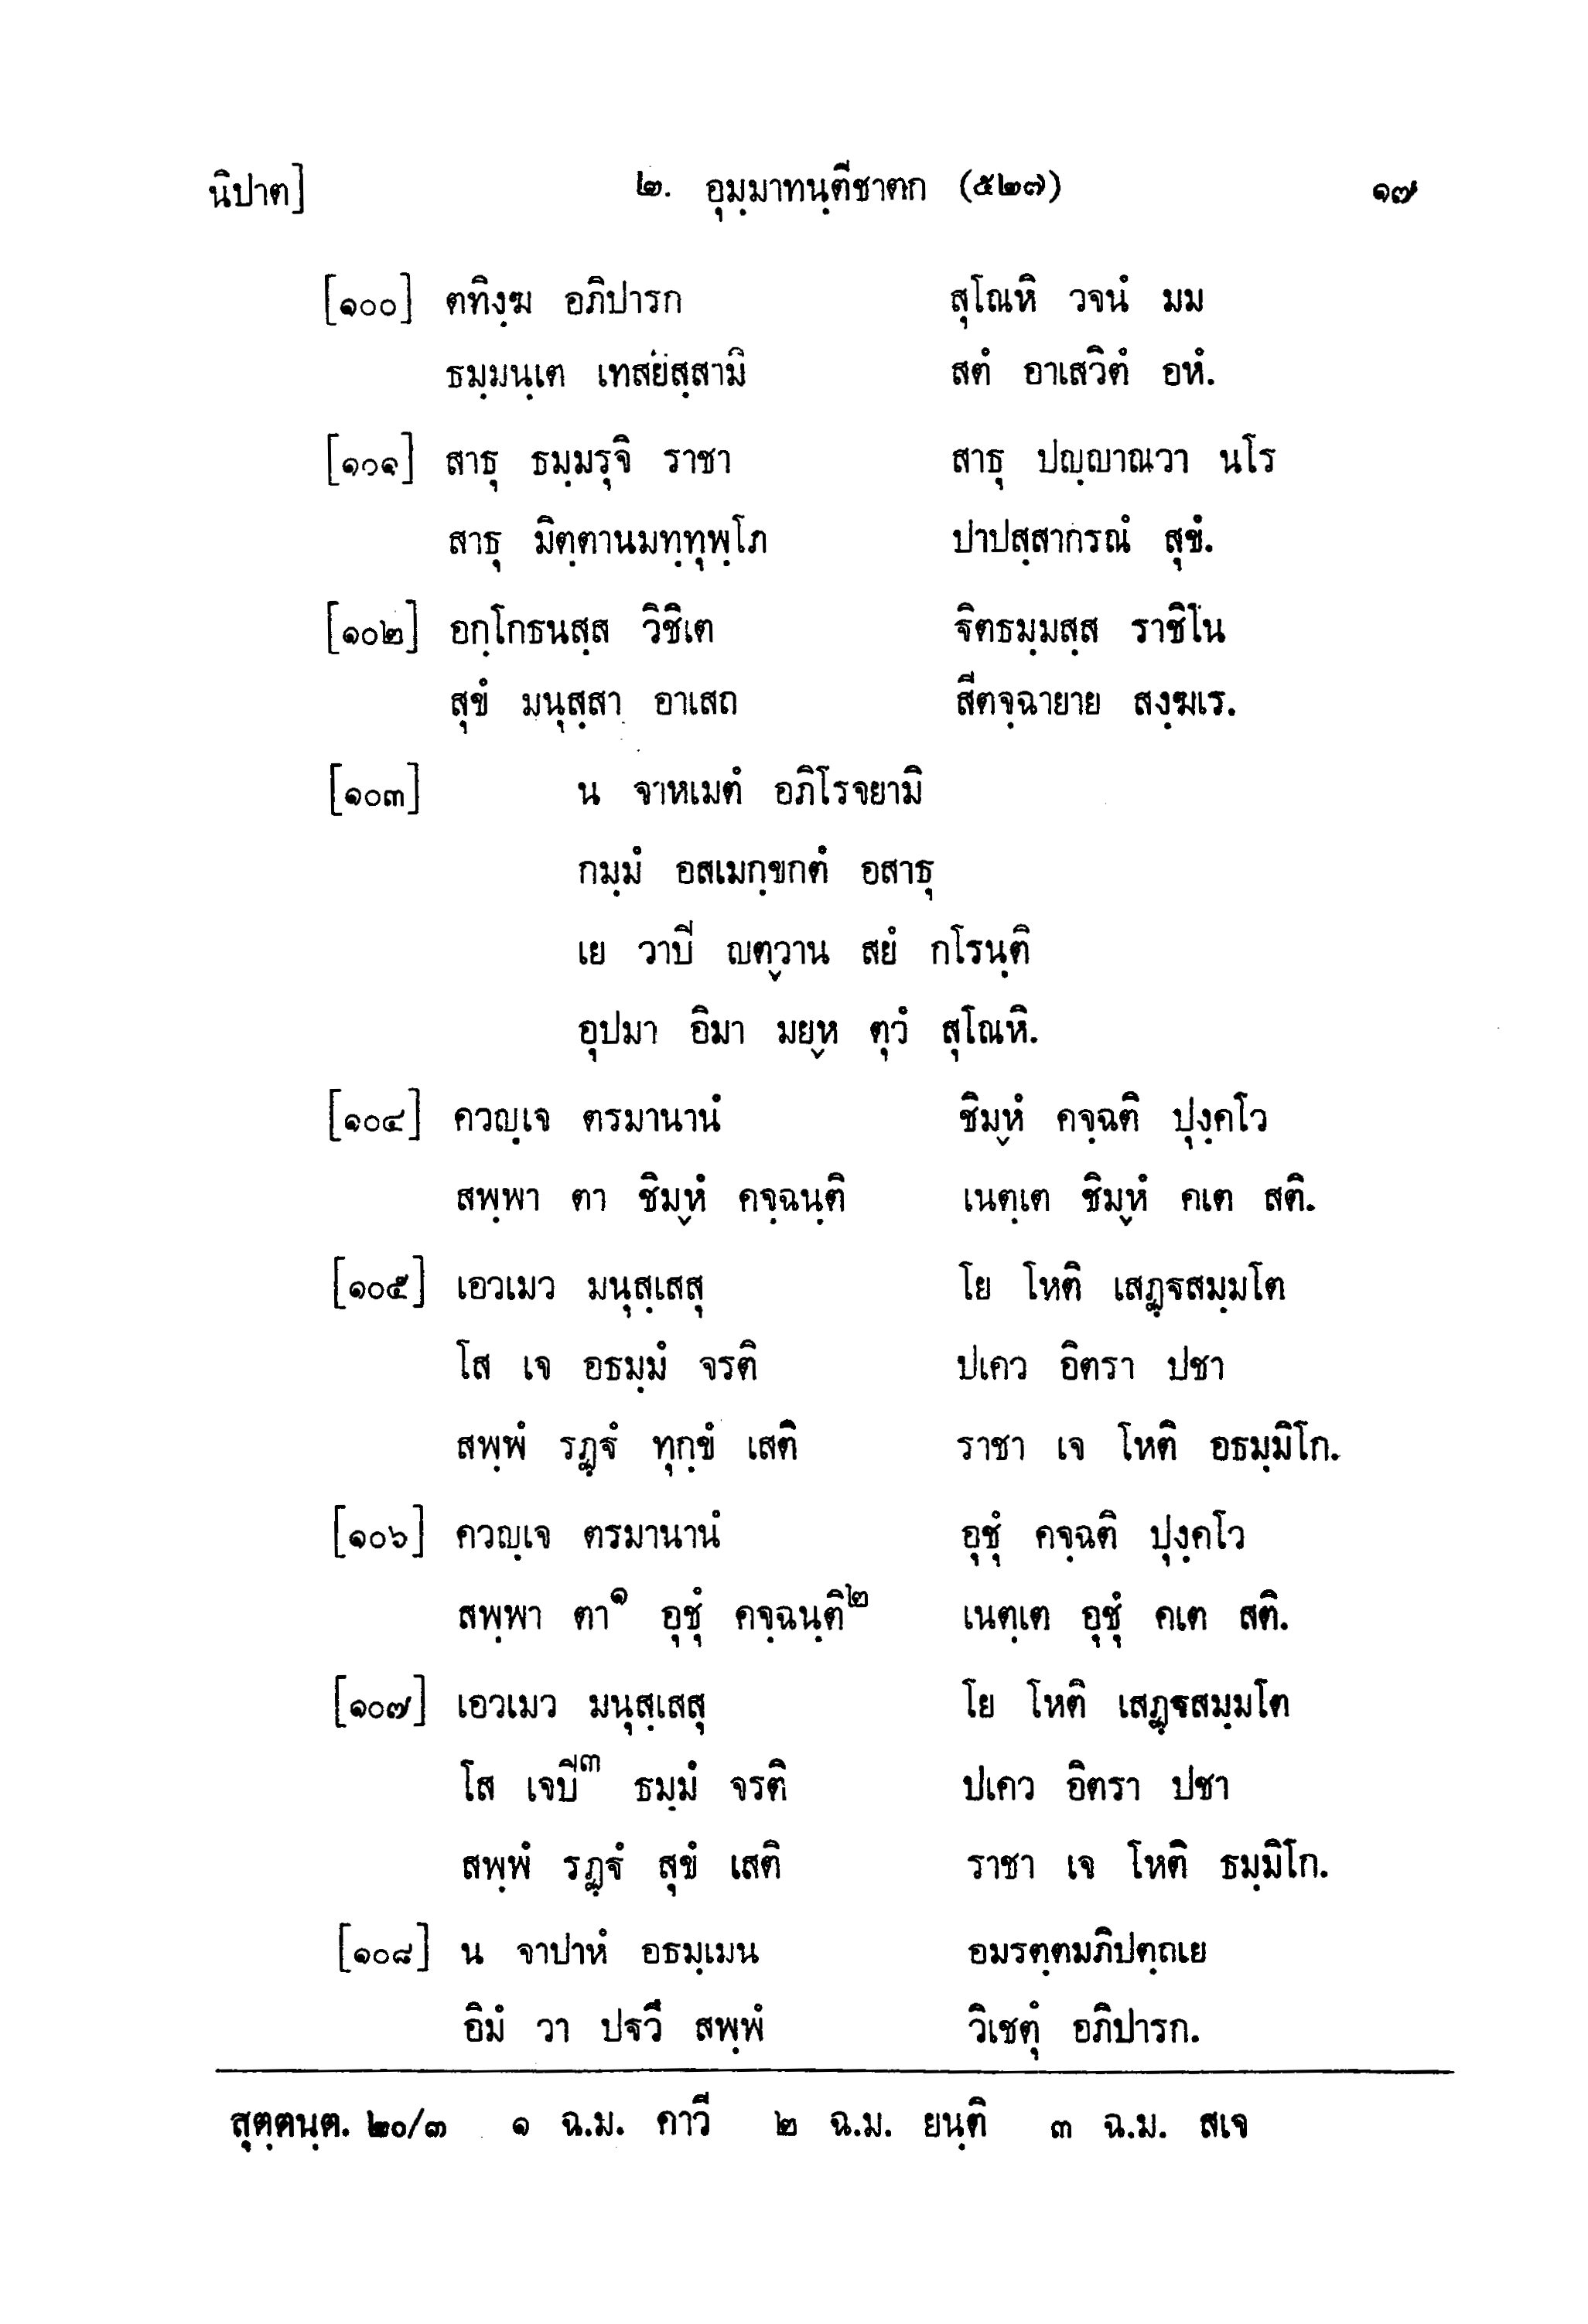 นิปาต] ๒. อุมฺมาทนฺตีชาตก (๕๒๗) ๑๗
[๑๐๐] ตทิงฺฆ อภิปารก สุโณหิ วจนํ มม
ธมฺมนฺเต เทสยิสฺสามิ สตํ อาเสวิตํ อหํ.
[๑๐๑] สาธุ ธมฺมรุจิ ราชา สาธุ ปญฺญาณวา นโร
สาธุ มิตฺตานมทฺทุพฺโภ ปาปสฺสากรณํ สุขํ.
[๑๐๒] อกฺโกธนสฺส วิชิเต จิตธมฺมสฺส ราชิโน
สุขํ มนุสฺสา อาเสถ สีตจฺฉายาย สงฺฆเร.
[๑๐๓] น จาหเมตํ อภิโรจยามิ
กมฺมํ อสเมกฺขกตํ อสาธุ
เย วาปิ ญตฺวาน สยํ กโรนฺติ
อุปมา อิมา มยฺห ตุวํ สุโณหิ.
[๑๐๔] ควญฺเจ ตรมานานํ ชิมฺหํ คจฺฉติ ปุงฺคโว
สพฺพา ตา ชิมฺหํ คจฺฉนฺติ เนตฺเต ชิมฺหํ คเต สติ.
[๑๐๕] เอวเมว มนุสฺเสสุ โย โหติ เสฏฺฐสมฺมโต
โส เจ อธมฺมํ จรติ ปเคว อิตรา ปชา
สพฺพํ รฏฺฐํ ทุกฺขํ เสติ ราชา เจ โหติ อธมฺมิโก.
[๑๐๖] ควญฺเจ ตรมานานํ อุชุํ คจฺฉติ ปุงฺคโว
สพฺพา ตา๑ อุชุํ คจฺฉนฺติ๒ เนตฺเต อุชุํ คเต สติ.
[๑๐๗] เอวเมว มนุสฺเสสุ โย โหติ เสฏฺฐสมฺมโต
โส เจปิ๓ ธมฺมํ จรติ ปเคว อิตรา ปชา
สพฺพํ รฏฺฐํ สุขํ เสติ ราชา เจ โหติ ธมฺมิโก.
[๑๐๘] น จาปาหํ อธมฺเมน อมรตฺตมภิปตฺถเย
อิมํ วา ปฐวึ สพฺพํ วิเชตุํ อภิปารก.
สุตฺตนฺต. ๒๐/๓ ๑ ฉ.ม. คาวี ๒ ฉ.ม. ยนฺติ ๓ ฉ.ม. สเจ